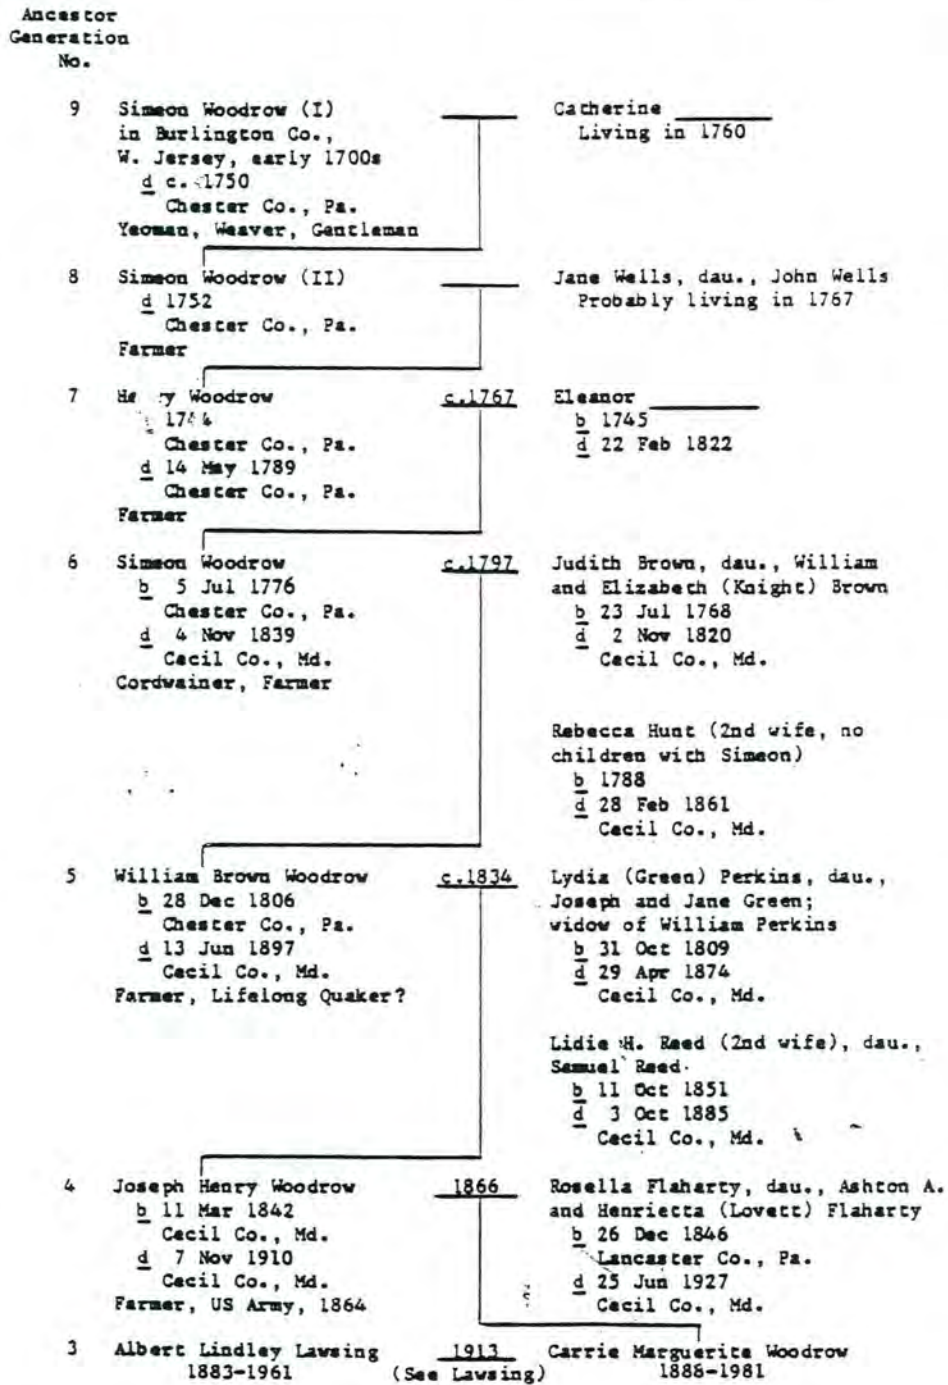 Ancestor
Generation
No.
9 Simeon Woodrow (I) Catherine
in Burlington Co., Living in 1760
W. Jersey, early 1700s
d c. 1750
Chester Co., Pa.
Yeoman, Weaver, Gentleman
8 Simeon Woodrow (II) Jane Wells, dau., John Wells
d 1752 Probably living in 1767
Chester Co., Pa.
Farmer
7 Woodrow c.1767 Eleanor
b 1745
Chester Co., Pa. d 22 Feb 1822
d 14 May 1789
Chester Co., Pa.
Farmer
6 Simeon Woodrow c.1797 Judith Brown, dau., William
b 5 Jul 1776 and Elizabeth (Knight) Brown
Chester Co., Pa. b 23 Jul 1768
d 4 Nov 1839 d 2 Nov 1820
Cecil Co., Md. Cecil Co., Md.
Cordwainer, Farmer
Rebecca Hunt (2nd wife, no
children with Simeon)
b 1788
d 28 Feb 1861
Cecil Co., Md.
5 William Brown Woodrow c.1834 Lydia (Green) Perkins, dau.,
b 28 Dec 1806 Joseph and Jane Green;
Chester Co., Pa. widow of William Perkins
d 13 Jun 1897 b 31 Oct 1809
Cecil Co., Md. d 29 Apr 1874
Farmer, Lifelong Quaker? Cecil Co., Md.
Lidie H. Reed (2nd wife), dau.,
Samuel Reed
b 11 Oct 1851
d 3 Oct 1885
Cecil Co., Md.
4 Joseph Henry Woodrow 1866 Rosella Flaharty, dau., Ashton A.
b 11 Mar 1842 and Henrietta (Lovett) Flaharty
Cecil Co., Md. b 26 Dec 1846
d 7 Nov 1910 Lancaster Co., Pa.
Cecil Co., Md. d 25 Jun 1927
Farmer, US Army, 1864 Cecil Co., Md.
3 Albert Lindley Lawsing 1913 Carrie Marguerite Woodrow
1883-1961 (See Lawsing) 1888-1981